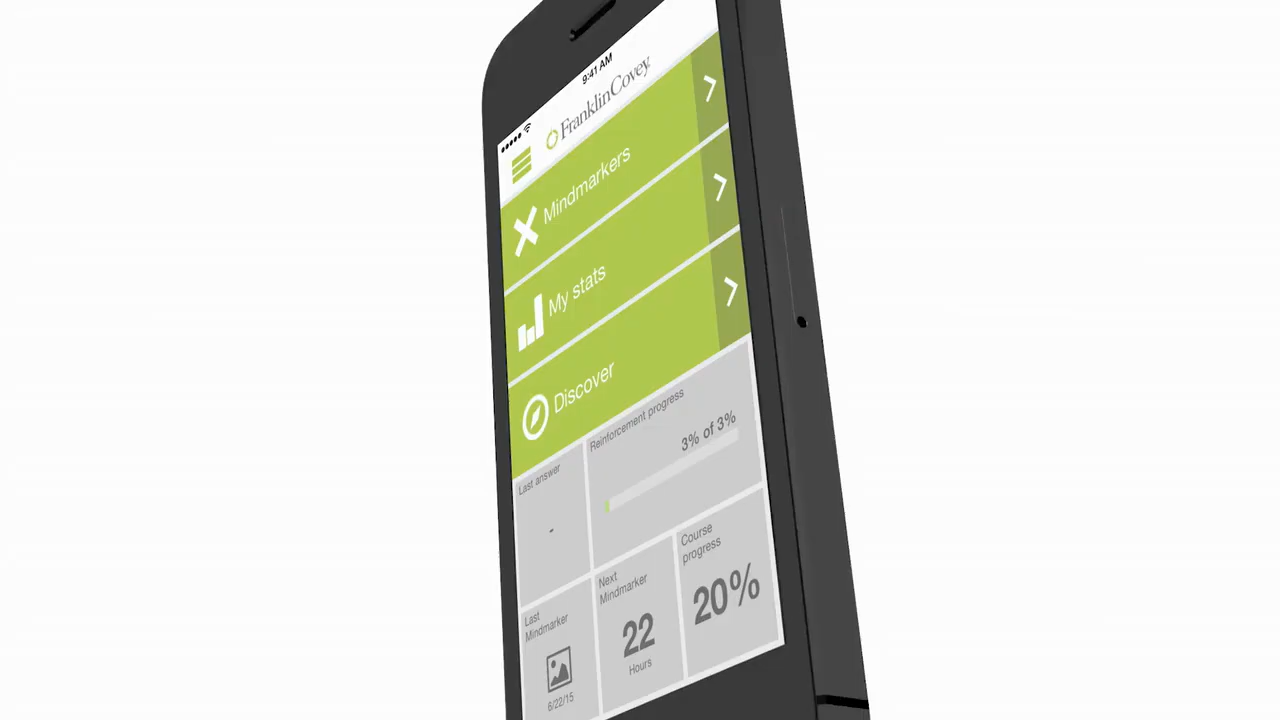 9:41 AM
FranklinCovey
Mindmarkers
My stats
Discover
Last answer
-
Reinforcement progress
3% of 3%
Last
Mindmarker
6/22/15
Next
Mindmarker
22
Hours
Course
progress
20%